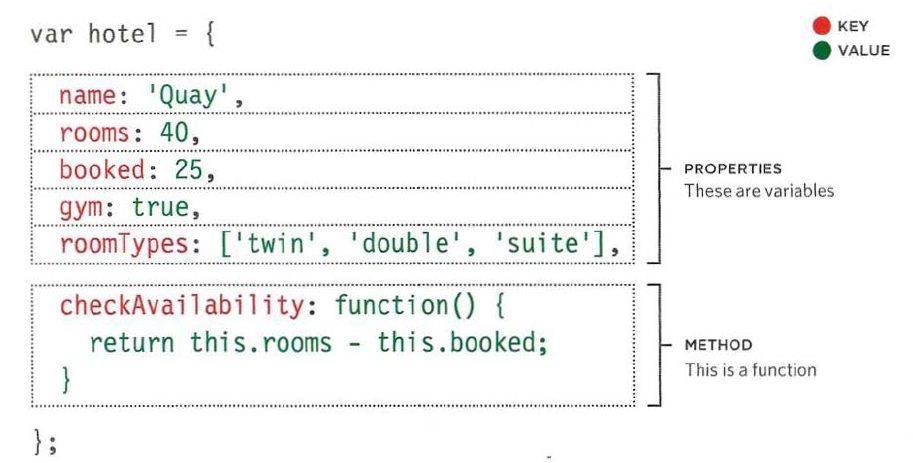 var hotel = {
KEY
VALUE
name: 'Quay',
rooms: 40,
booked: 25,
gym: true,
roomTypes: ['twin', 'double', 'suite'],
PROPERTIES
These are variables
checkAvailability: function() {
return this.rooms - this.booked;
}
METHOD
This is a function
};